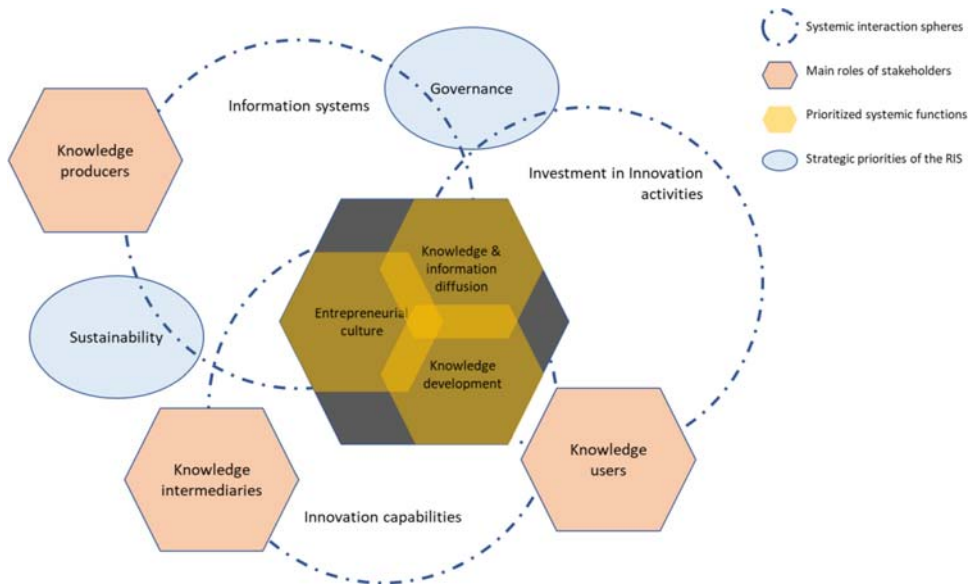 Systemic interaction spheres
Main roles of stakeholders
Prioritized systemic functions
Strategic priorities of the RIS
Governance
Information systems
Knowledge
producers
Investment in Innovation
activities
Knowledge &
information
diffusion
Entrepreneurial
culture
Sustainability
Knowledge
development
Knowledge
intermediaries
Knowledge
users
Innovation capabilities